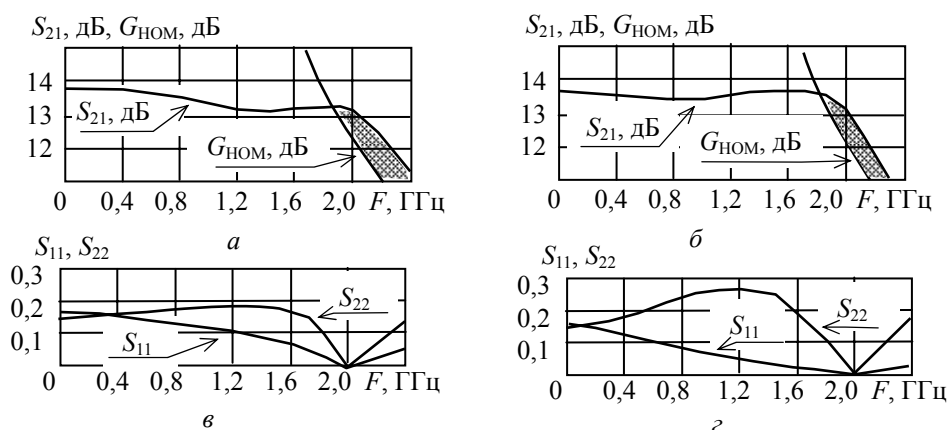 S21, дБ, GНОМ, дБ
14
13
12
S21, дБ
GНОМ, дБ
0 0,4 0,8 1,2 1,6 2,0 F, ГГц
а
S21, дБ, GНОМ, дБ
14
13
12
S21, дБ
GНОМ, дБ
0 0,4 0,8 1,2 1,6 2,0 F, ГГц
б
S11, S22
0,3
0,2
0,1
S22
S11
0 0,4 0,8 1,2 1,6 2,0 F, ГГц
в
S11, S22
0,3
0,2
0,1
S22
S11
0 0,4 0,8 1,2 1,6 2,0 F, ГГц
г